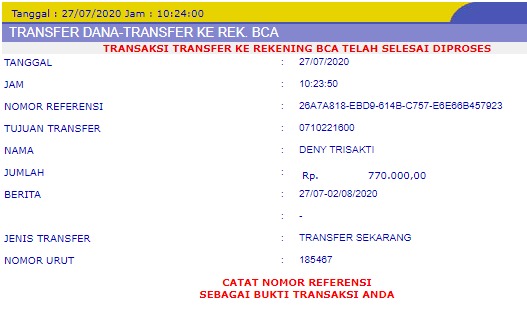 Tanggal : 27/07/2020 Jam : 10:24:00
TRANSFER DANA-TRANSFER KE REK. BCA
TRANSAKSI TRANSFER KE REKENING BCA TELAH SELESAI DIPROSES
TANGGAL : 27/07/2020
JAM : 10:23:50
NOMOR REFERENSI : 26A7A818-EBD9-614B-C757-E6E66B457923
TUJUAN TRANSFER : 0710221600
NAMA : DENY TRISAKTI
JUMLAH : Rp. 770.000,00
BERITA : 27/07-02/08/2020
: -
JENIS TRANSFER : TRANSFER SEKARANG
NOMOR URUT : 185467
CATAT NOMOR REFERENSI
SEBAGAI BUKTI TRANSAKSI ANDA